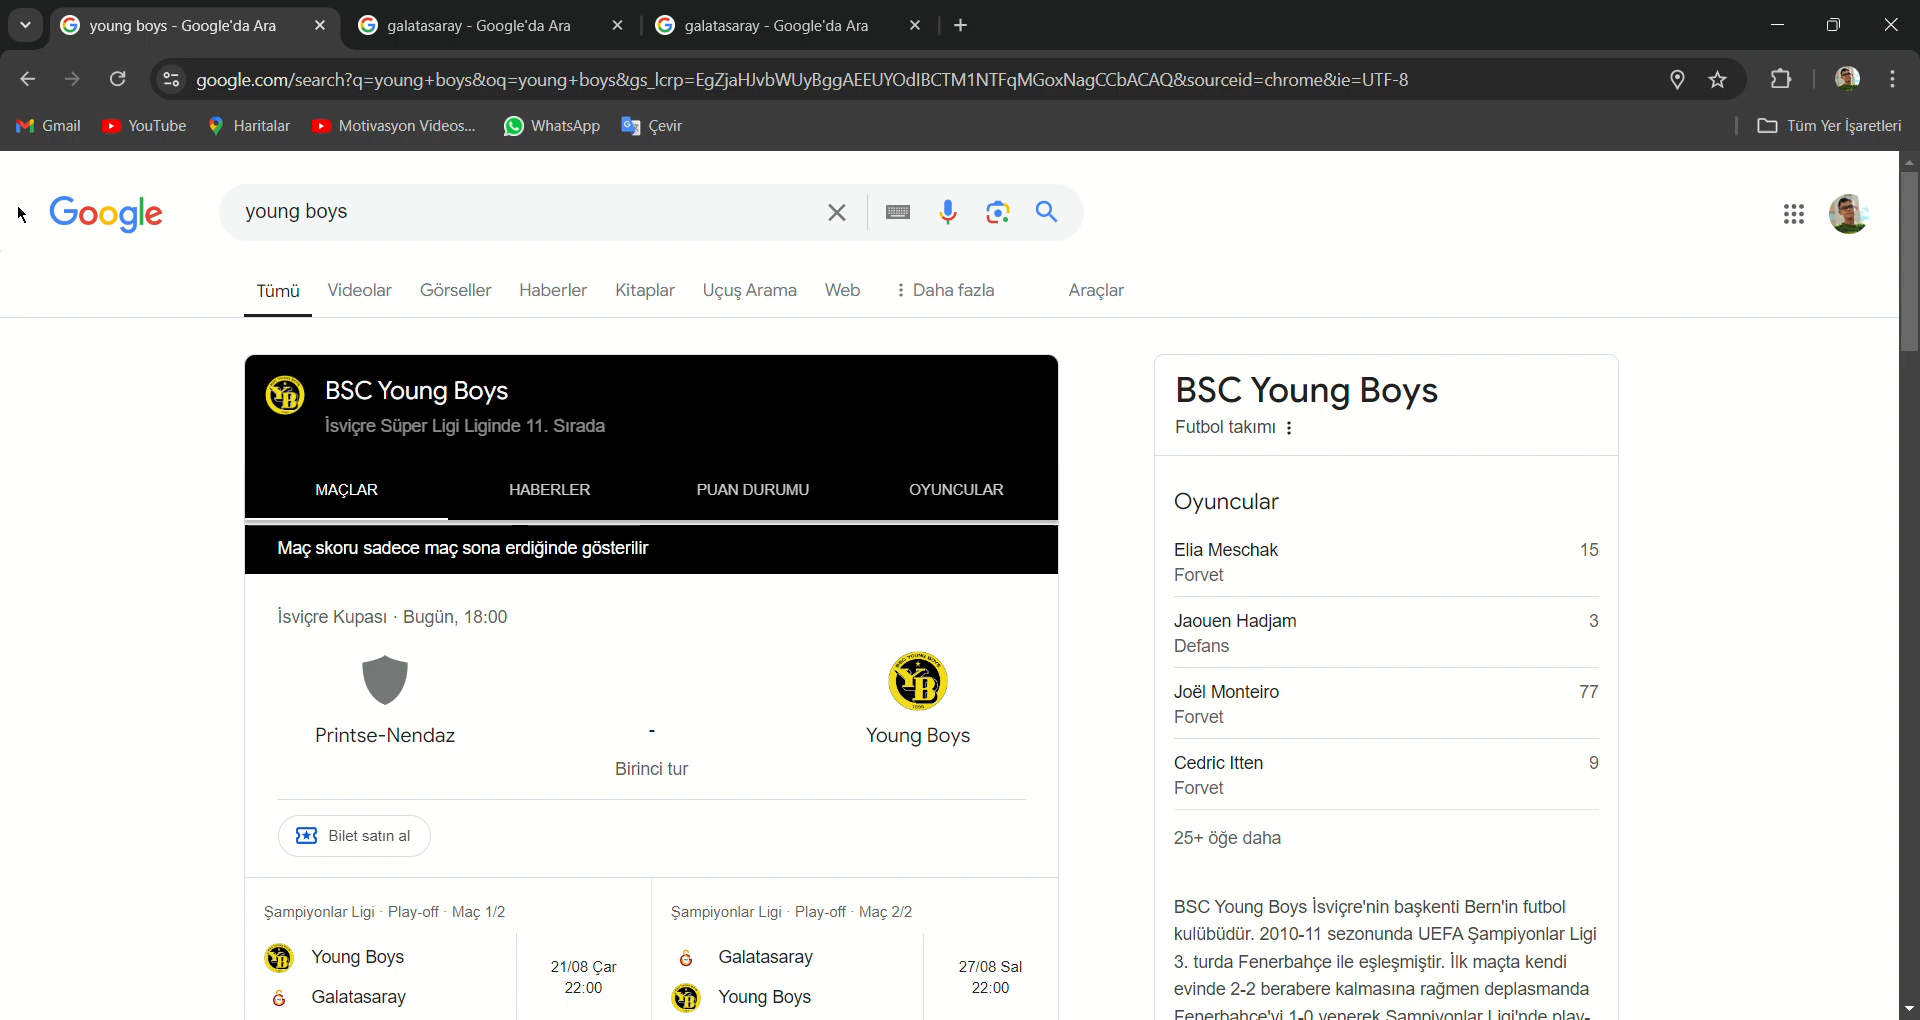 young boys - Google'da Ara
galatasaray - Google'da Ara
galatasaray - Google'da Ara
google.com/search?q=young+boys&oq=young+boys&gs_lcrp=EgZjaHJvbWUyBggAEEUYOdIBCTM1NTFqMGoxNagCCbACAQ&sourceid=chrome&ie=UTF-8
Gmail YouTube Haritalar Motivasyon Videos... WhatsApp Çevir Tüm Yer İşaretleri
Google
young boys
Tümü Videolar Görseller Haberler Kitaplar Uçuş Arama Web Daha fazla Araçlar
BSC Young Boys
İsviçre Süper Ligi Liginde 11. Sırada
MAÇLAR HABERLER PUAN DURUMU OYUNCULAR
Maç skoru sadece maç sona erdiğinde gösterilir
İsviçre Kupası · Bugün, 18:00
Printse-Nendaz - Young Boys
Birinci tur
Bilet satın al
Şampiyonlar Ligi · Play-off · Maç 1/2
Young Boys
Galatasaray
21/08 Çar
22:00
Şampiyonlar Ligi · Play-off · Maç 2/2
Galatasaray
Young Boys
27/08 Sal
22:00
BSC Young Boys
Futbol takımı
Oyuncular
Elia Meschak 15
Forvet
Jaouen Hadjam 3
Defans
Joël Monteiro 77
Forvet
Cedric Itten 9
Forvet
25+ öğe daha
BSC Young Boys İsviçre'nin başkenti Bern'in futbol
kulübüdür. 2010-11 sezonunda UEFA Şampiyonlar Ligi
3. turda Fenerbahçe ile eşleşmiştir. İlk maçta kendi
evinde 2-2 berabere kalmasına rağmen deplasmanda
Fenerbahçe'yi 1-0 yenerek Şampiyonlar Ligi'nde play-